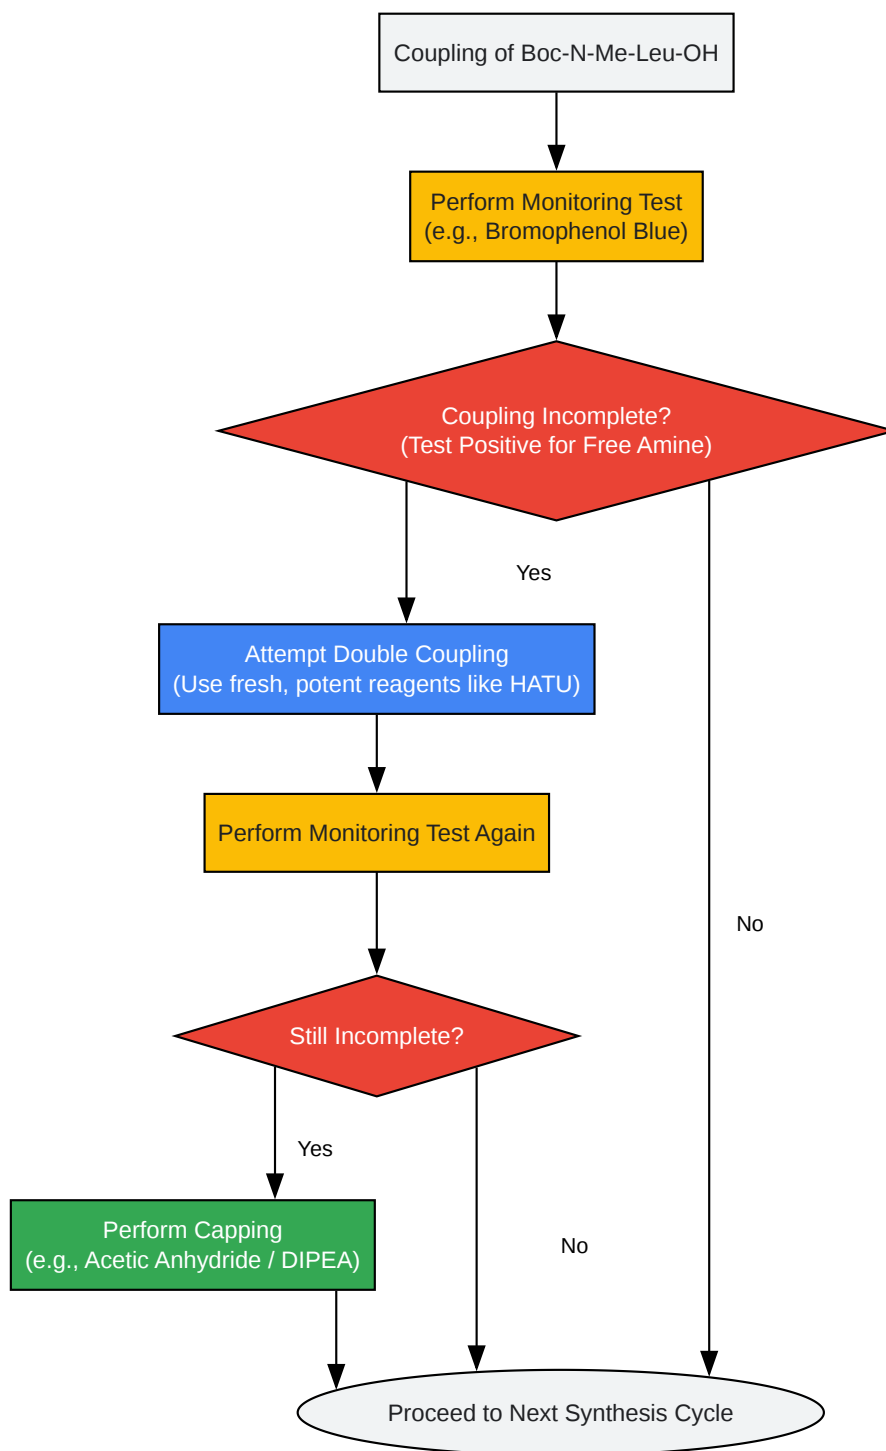 Coupling of Boc-N-Me-Leu-OH
Perform Monitoring Test
(e.g., Bromophenol Blue)
Coupling Incomplete?
(Test Positive for Free Amine)
Yes
Attempt Double Coupling
(Use fresh, potent reagents like HATU)
Perform Monitoring Test Again
No
Still Incomplete?
Yes
Perform Capping
(e.g., Acetic Anhydride / DIPEA)
No
Proceed to Next Synthesis Cycle